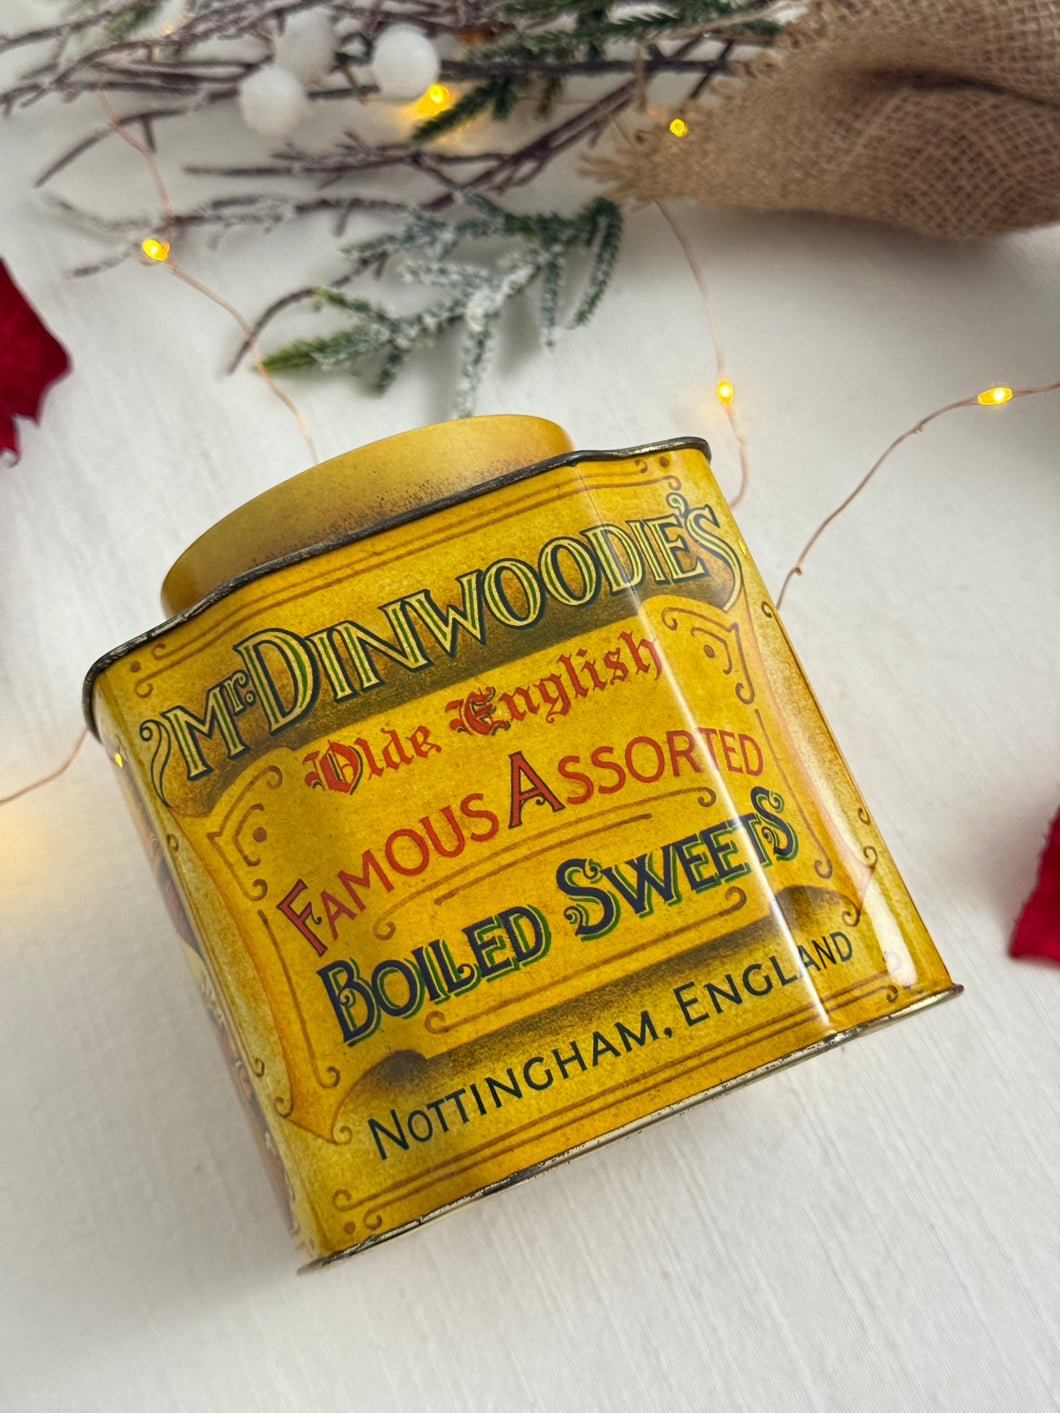 Mr. Dinwoodie's
Olde English
Famous Assorted
Boiled Sweets
Nottingham, England